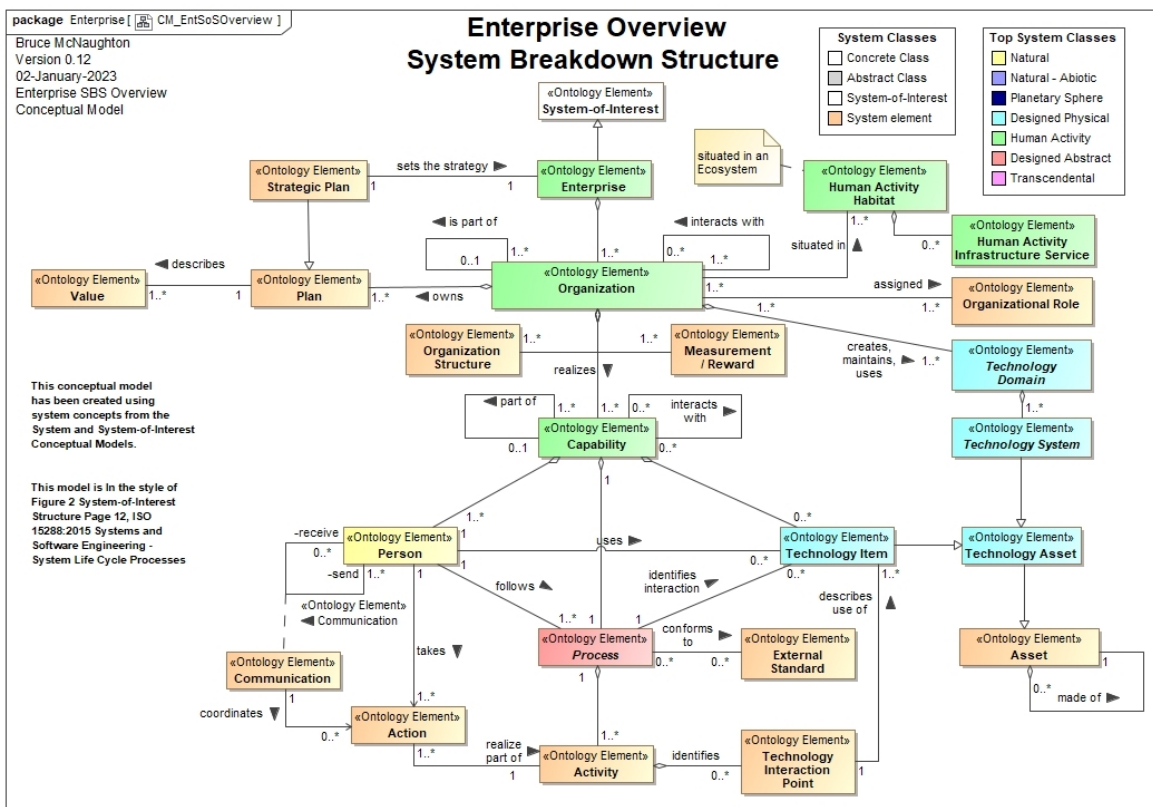 package Enterprise [ CM_EntSoSOverview ]
Bruce McNaughton
Version 0.12
02-January-2023
Enterprise SBS Overview
Conceptual Model
Enterprise Overview
System Breakdown Structure
System Classes
Concrete Class
Abstract Class
System-of-Interest
System element
Top System Classes
Natural
Natural - Abiotic
Planetary Sphere
Designed Physical
Human Activity
Designed Abstract
Transcendental
«Ontology Element»
System-of-Interest
«Ontology Element»
Strategic Plan
1
sets the strategy
1
«Ontology Element»
Enterprise
situated in an
Ecosystem
«Ontology Element»
Human Activity
Habitat
1..*
situated in
0..*
«Ontology Element»
Human Activity
Infrastructure Service
is part of
1..*
0..1
1..*
interacts with
0..*
1..*
«Ontology Element»
Value
describes
1..*
1
«Ontology Element»
Plan
1..*
owns
«Ontology Element»
Organization
1..*
assigned
1..*
«Ontology Element»
Organizational Role
1..*
creates,
maintains,
uses
1..*
«Ontology Element»
Technology
Domain
1..*
«Ontology Element»
Technology System
«Ontology Element»
Organization
Structure
1..*
1..*
«Ontology Element»
Measurement
/ Reward
realizes
This conceptual model
has been created using
system concepts from the
System and System-of-Interest
Conceptual Models.
This model is In the style of
Figure 2 System-of-Interest
Structure Page 12, ISO
15288:2015 Systems and
Software Engineering -
System Life Cycle Processes
part of
1..*
0..1
1..*
0..*
interacts
with
0..*
«Ontology Element»
Capability
1
1..*
0..*
-receive
0..*
-send
1..*
«Ontology Element»
Person
1
1
1
uses
0..*
«Ontology Element»
Technology Item
0..*
1..*
«Ontology Element»
Technology Asset
«Ontology Element»
Communication
follows
1..*
1
identifies
interaction
1
describes
use of
«Ontology Element»
Process
conforms
to
0..*
0..*
«Ontology Element»
External
Standard
«Ontology Element»
Asset
1
0..*
made of
«Ontology Element»
Communication
1
takes
coordinates
0..*
1..*
«Ontology Element»
Action
1..*
realize
part of
1
1
1..*
«Ontology Element»
Activity
identifies
0..*
«Ontology Element»
Technology
Interaction
Point
1